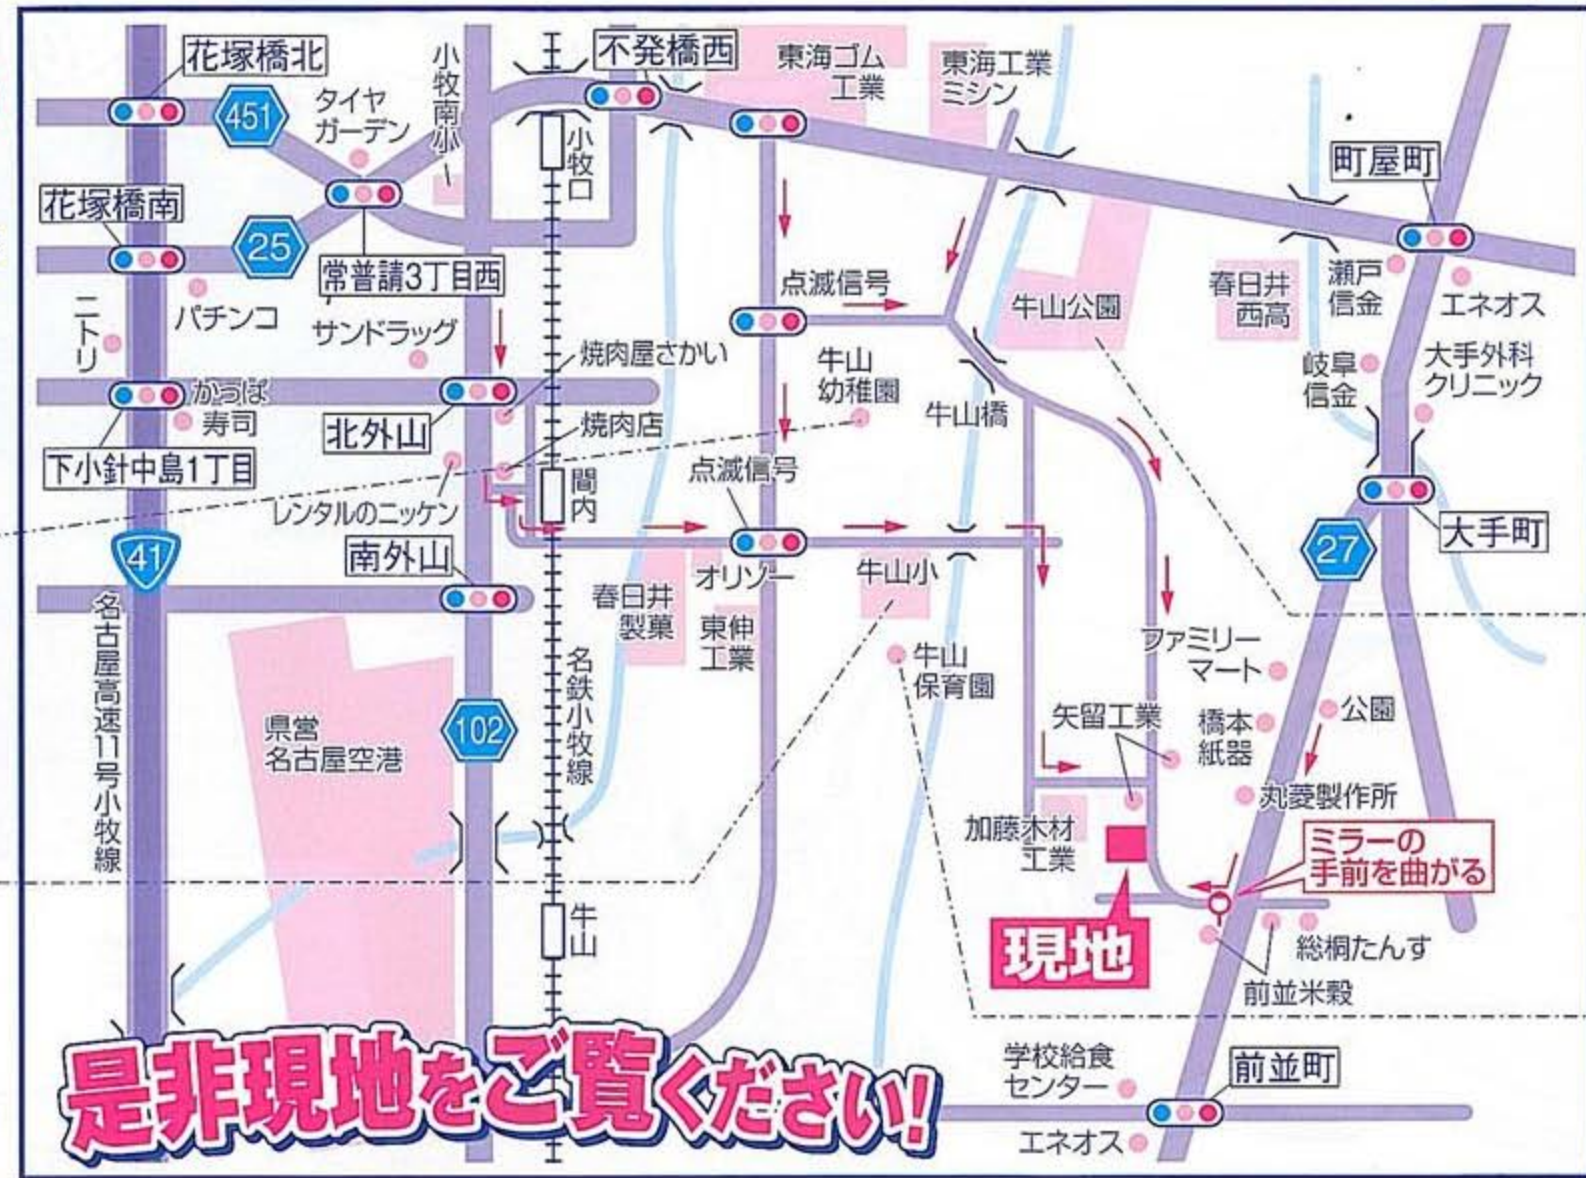 花塚橋北
451
タイヤ
ガーデン
小牧南小
不発橋西
東海ゴム
工業
東海工業
ミシン
小牧口
町屋町
花塚橋南
25
常普請3丁目西
パチンコ
ニトリ
サンドラッグ
点滅信号
牛山公園
春日井
西高
瀬戸
信金
エネオス
焼肉屋さかい
牛山
幼稚園
牛山橋
岐阜
信金
大手外科
クリニック
かっぱ
寿司
北外山
焼肉店
下小針中島1丁目
レンタルのニッケン
間内
点滅信号
大手町
41
南外山
27
春日井
製菓
オリゾー
東伸
工業
牛山小
牛山
保育園
ファミリー
マート
名古屋高速11号小牧線
県営
名古屋空港
102
名鉄小牧線
矢留工業
橋本
紙器
公園
丸菱製作所
加藤木材
工業
ミラーの
手前を曲がる
牛山
現地
総桐たんす
前並米穀
学校給食
センター
前並町
エネオス
是非現地をご覧ください!